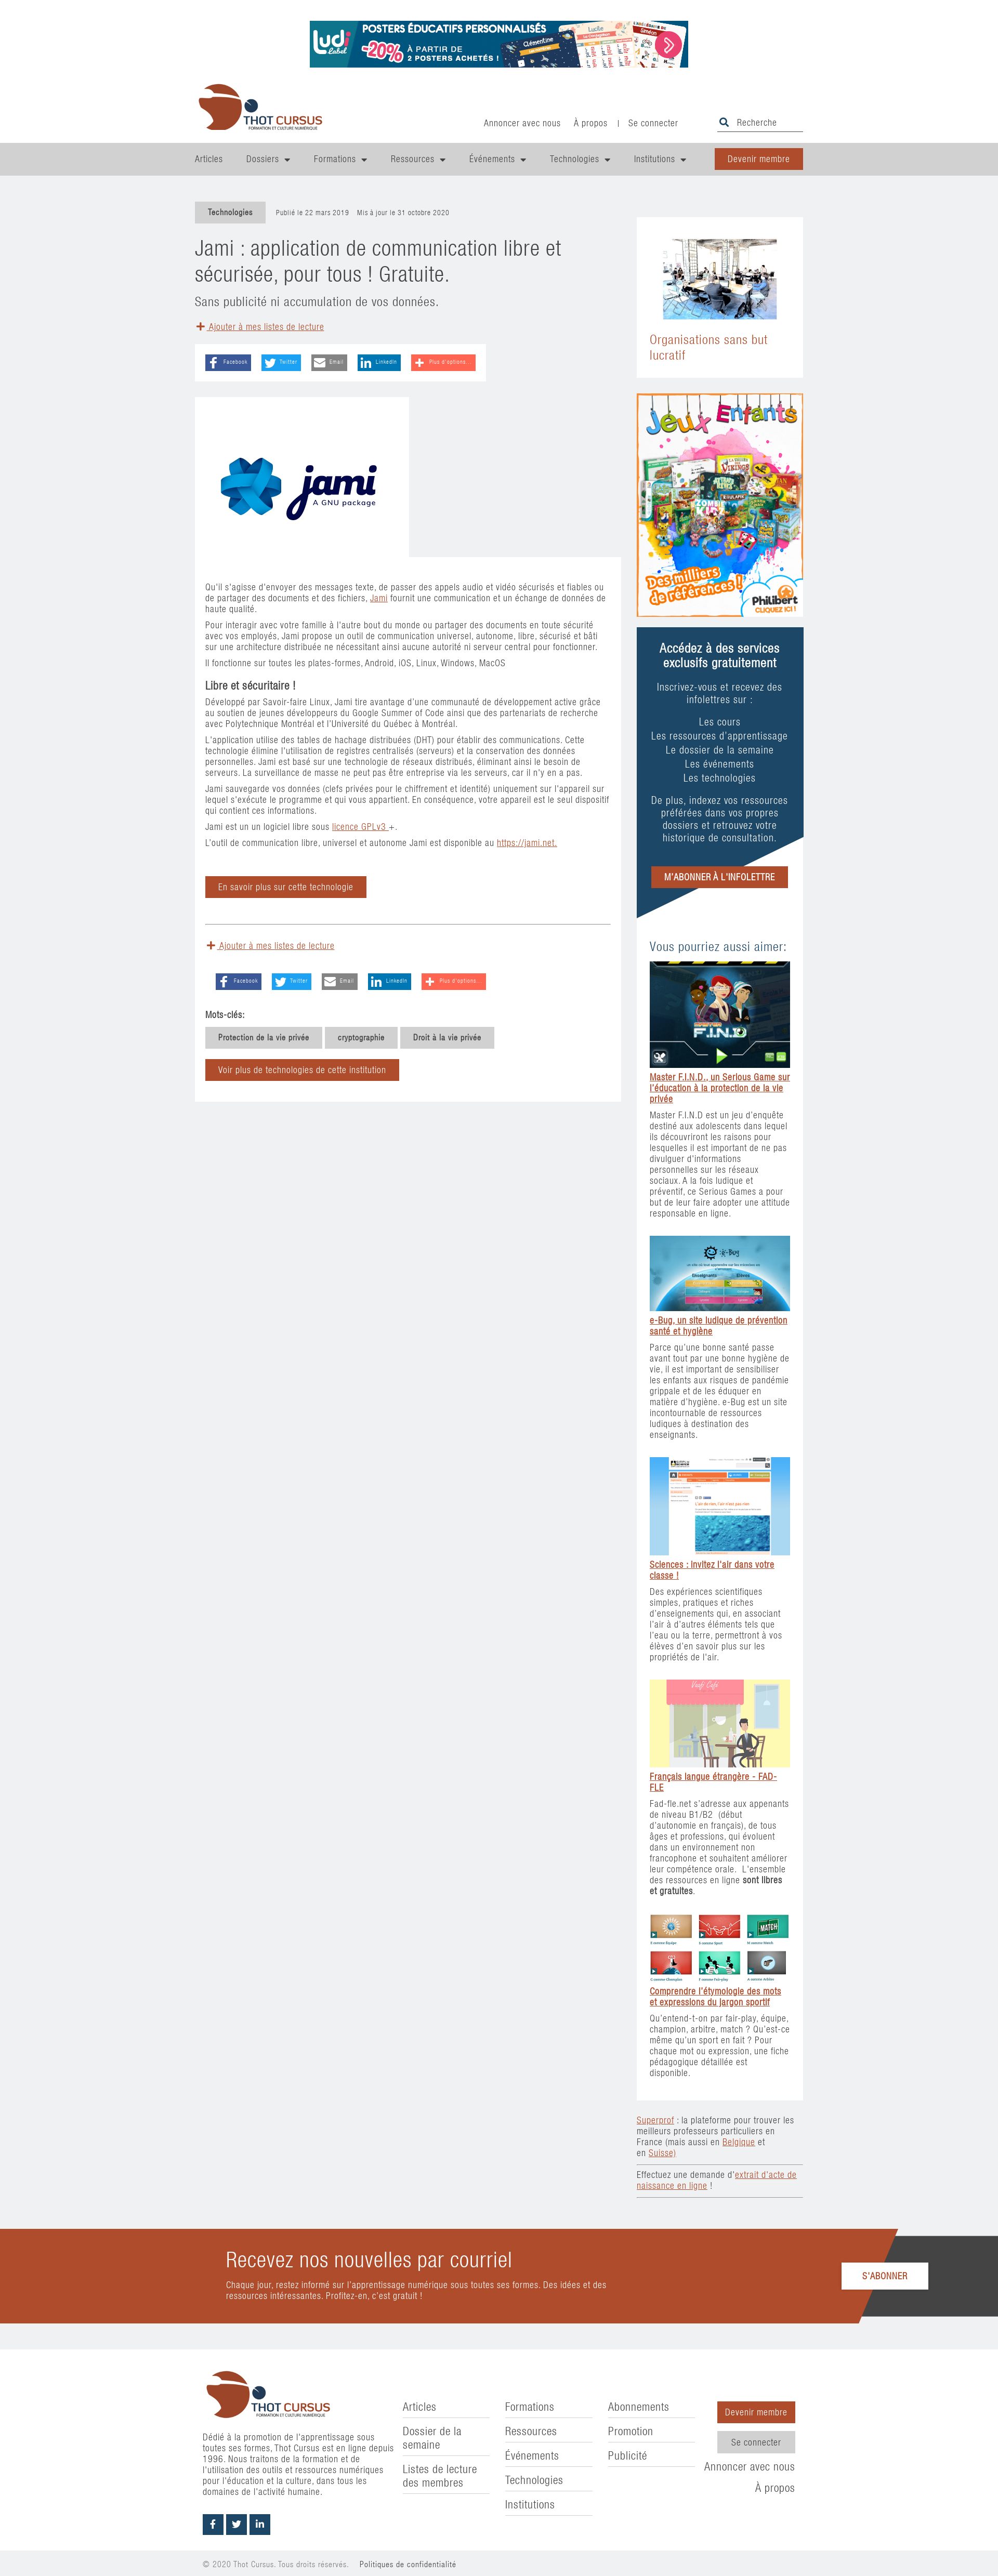 Ludi
Label
POSTERS ÉDUCATIFS PERSONNALISÉS
-20% À PARTIR DE
2 POSTERS ACHETÉS !
THOT CURSUS
FORMATION ET CULTURE NUMÉRIQUE
Annoncer avec nous À propos | Se connecter Recherche
Articles Dossiers Formations Ressources Événements Technologies Institutions Devenir membre
Technologies Publié le 22 mars 2019 Mis à jour le 31 octobre 2020
Jami : application de communication libre et
sécurisée, pour tous ! Gratuite.
Sans publicité ni accumulation de vos données.
Ajouter à mes listes de lecture
Facebook Twitter Email LinkedIn Plus d'options...
jami
A GNU package
Qu'il s'agisse d'envoyer des messages texte, de passer des appels audio et vidéo sécurisés et fiables ou
de partager des documents et des fichiers, Jami fournit une communication et un échange de données de
haute qualité.
Pour interagir avec votre famille à l'autre bout du monde ou partager des documents en toute sécurité
avec vos employés, Jami propose un outil de communication universel, autonome, libre, sécurisé et bâti
sur une architecture distribuée ne nécessitant ainsi aucune autorité ni serveur central pour fonctionner.
Il fonctionne sur toutes les plates-formes, Android, iOS, Linux, Windows, MacOS
Libre et sécuritaire !
Développé par Savoir-faire Linux, Jami tire avantage d'une communauté de développement active grâce
au soutien de jeunes développeurs du Google Summer of Code ainsi que des partenariats de recherche
avec Polytechnique Montréal et l'Université du Québec à Montréal.
L'application utilise des tables de hachage distribuées (DHT) pour établir des communications. Cette
technologie élimine l'utilisation de registres centralisés (serveurs) et la conservation des données
personnelles. Jami est basé sur une technologie de réseaux distribués, éliminant ainsi le besoin de
serveurs. La surveillance de masse ne peut pas être entreprise via les serveurs, car il n'y en a pas.
Jami sauvegarde vos données (clefs privées pour le chiffrement et identité) uniquement sur l'appareil sur
lequel s'exécute le programme et qui vous appartient. En conséquence, votre appareil est le seul dispositif
qui contient ces informations.
Jami est un un logiciel libre sous licence GPLv3 +.
L'outil de communication libre, universel et autonome Jami est disponible au https://jami.net.
En savoir plus sur cette technologie
Ajouter à mes listes de lecture
Facebook Twitter Email LinkedIn Plus d'options...
Mots-clés:
Protection de la vie privée cryptographie Droit à la vie privée
Voir plus de technologies de cette institution
Organisations sans but
lucratif
Jeux Enfants
Des milliers
de références !
PHILIBERT
CLIQUEZ ICI !
Accédez à des services
exclusifs gratuitement
Inscrivez-vous et recevez des
infolettres sur :
Les cours
Les ressources d'apprentissage
Le dossier de la semaine
Les événements
Les technologies
De plus, indexez vos ressources
préférées dans vos propres
dossiers et retrouvez votre
historique de consultation.
M'ABONNER À L'INFOLETTRE
Vous pourriez aussi aimer:
F.I.N.D
Master F.I.N.D., un Serious Game sur
l'éducation à la protection de la vie
privée
Master F.I.N.D est un jeu d'enquête
destiné aux adolescents dans lequel
ils découvriront les raisons pour
lesquelles il est important de ne pas
divulguer d'informations
personnelles sur les réseaux
sociaux. A la fois ludique et
préventif, ce Serious Games a pour
but de leur faire adopter une attitude
responsable en ligne.
e-Bug
Enseignants Elèves
e-Bug, un site ludique de prévention
santé et hygiène
Parce qu'une bonne santé passe
avant tout par une bonne hygiène de
vie, il est important de sensibiliser
les enfants aux risques de pandémie
grippale et de les éduquer en
matière d'hygiène. e-Bug est un site
incontournable de ressources
ludiques à destination des
enseignants.
L'air de rien, l'air n'est pas rien.
Sciences : invitez l'air dans votre
classe !
Des expériences scientifiques
simples, pratiques et riches
d'enseignements qui, en associant
l'air à d'autres éléments tels que
l'eau ou la terre, permettront à vos
élèves d'en savoir plus sur les
propriétés de l'air.
Français langue étrangère - FAD-
FLE
Fad-fle.net s'adresse aux appenants
de niveau B1/B2 (début
d'autonomie en français), de tous
âges et professions, qui évoluent
dans un environnement non
francophone et souhaitent améliorer
leur compétence orale. L'ensemble
des ressources en ligne sont libres
et gratuites.
MATCH
Comprendre l'étymologie des mots
et expressions du jargon sportif
Qu'entend-t-on par fair-play, équipe,
champion, arbitre, match ? Qu'est-ce
même qu'un sport en fait ? Pour
chaque mot ou expression, une fiche
pédagogique détaillée est
disponible.
Superprof : la plateforme pour trouver les
meilleurs professeurs particuliers en
France (mais aussi en Belgique et
en Suisse)
Effectuez une demande d'extrait d'acte de
naissance en ligne !
Recevez nos nouvelles par courriel
Chaque jour, restez informé sur l'apprentissage numérique sous toutes ses formes. Des idées et des
ressources intéressantes. Profitez-en, c'est gratuit !
S'ABONNER
THOT CURSUS
FORMATION ET CULTURE NUMÉRIQUE
Dédié à la promotion de l'apprentissage sous
toutes ses formes, Thot Cursus est en ligne depuis
1996. Nous traitons de la formation et de
l'utilisation des outils et ressources numériques
pour l'éducation et la culture, dans tous les
domaines de l'activité humaine.
Articles
Dossier de la
semaine
Listes de lecture
des membres
Formations
Ressources
Événements
Technologies
Institutions
Abonnements
Promotion
Publicité
Devenir membre
Se connecter
Annoncer avec nous
À propos
© 2020 Thot Cursus. Tous droits réservés. Politiques de confidentialité